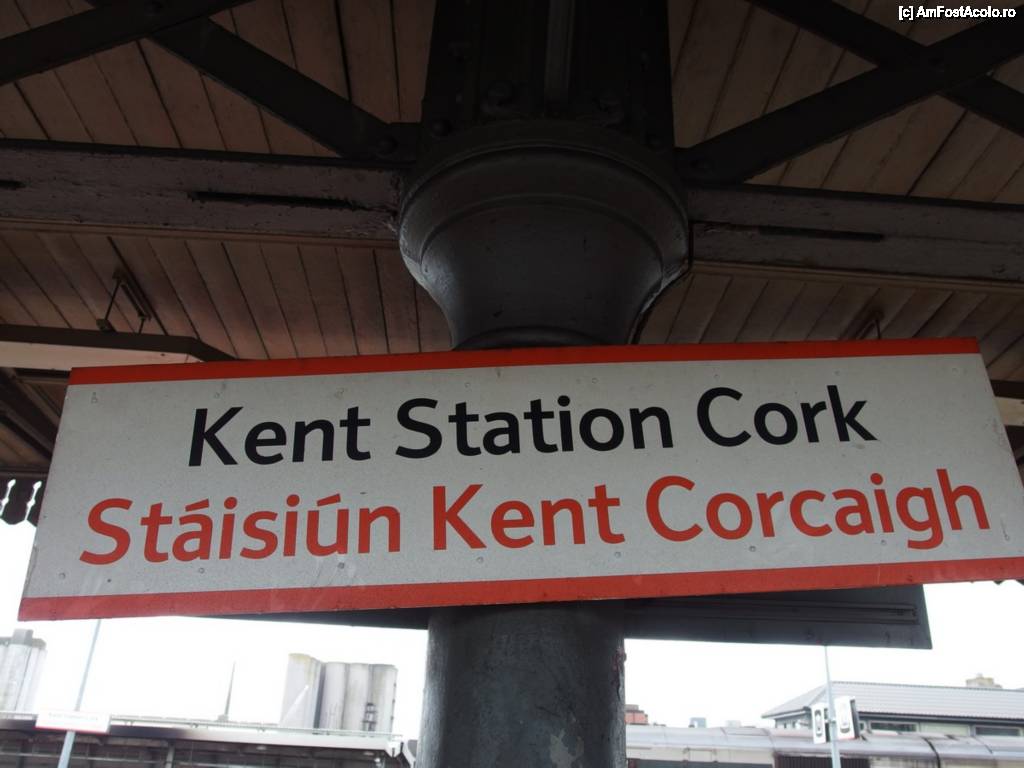 [c] AmFostAcolo.ro
Kent Station Cork
Stáisiún Kent Corcaigh